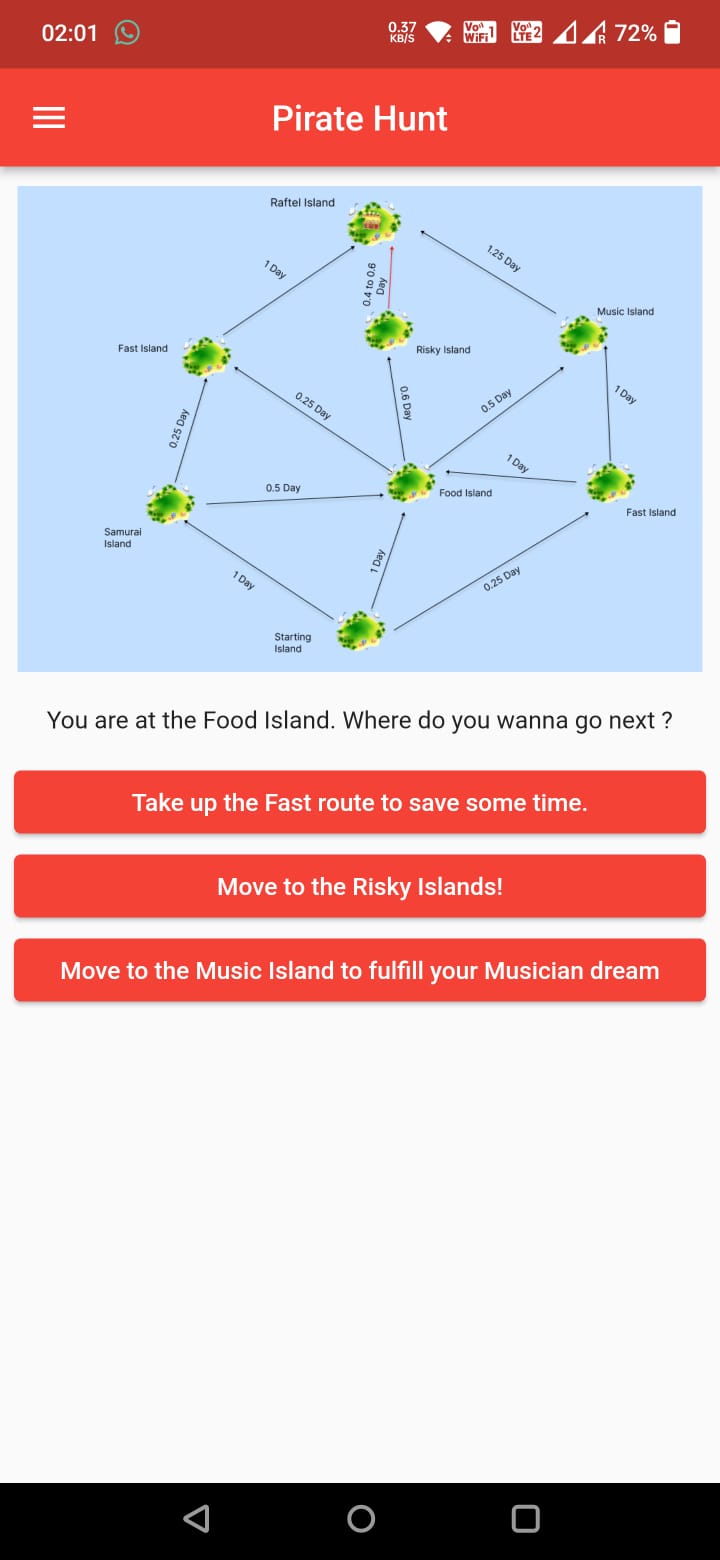 02:01
0.37
KB/S
Vo))
WiFi 1
Vo))
LTE 2
R
72%
Pirate Hunt
Raftel Island
1 Day
0.4 to 0.6
Day
1.25 Day
Music Island
Fast Island
Risky Island
0.25 Day
0.25 Day
0.6 Day
0.5 Day
1 Day
1 Day
0.5 Day
Food Island
Fast Island
Samurai
Island
1 Day
1 Day
0.25 Day
Starting
Island
You are at the Food Island. Where do you wanna go next ?
Take up the Fast route to save some time.
Move to the Risky Islands!
Move to the Music Island to fulfill your Musician dream